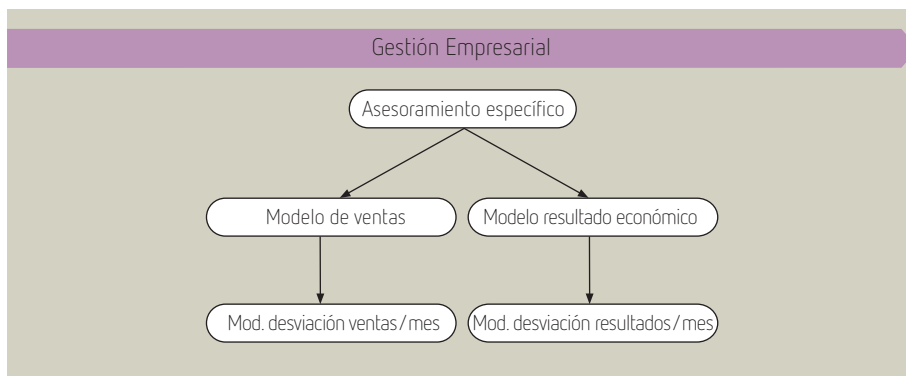 Gestión Empresarial
Asesoramiento específico
Modelo de ventas
Modelo resultado económico
Mod. desviación ventas/mes
Mod. desviación resultados/mes